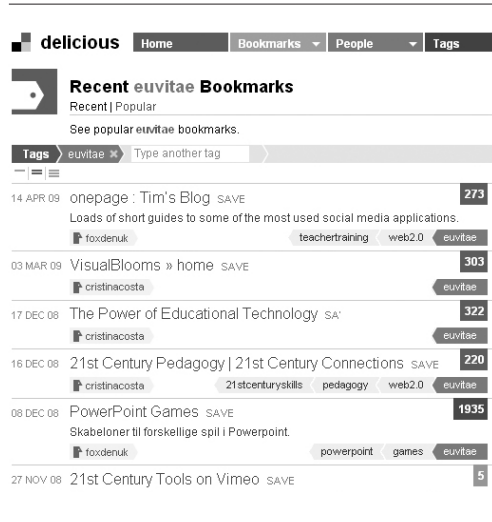 delicious Home Bookmarks People Tags
Recent euvitae Bookmarks
Recent | Popular
See popular euvitae bookmarks.
Tags euvitae Type another tag
14 APR 09 onepage : Tim's Blog SAVE 273
Loads of short guides to some of the most used social media applications.
foxdenuk teachertraining web2.0 euvitae
03 MAR 09 VisualBlooms » home SAVE 303
cristinacosta euvitae
17 DEC 08 The Power of Educational Technology SA' 322
cristinacosta euvitae
16 DEC 08 21st Century Pedagogy | 21st Century Connections SAVE 220
cristinacosta 21stcenturyskills pedagogy web2.0 euvitae
08 DEC 08 PowerPoint Games SAVE 1935
Skabeloner til forskellige spil i Powerpoint.
foxdenuk powerpoint games euvitae
27 NOV 08 21st Century Tools on Vimeo SAVE 5